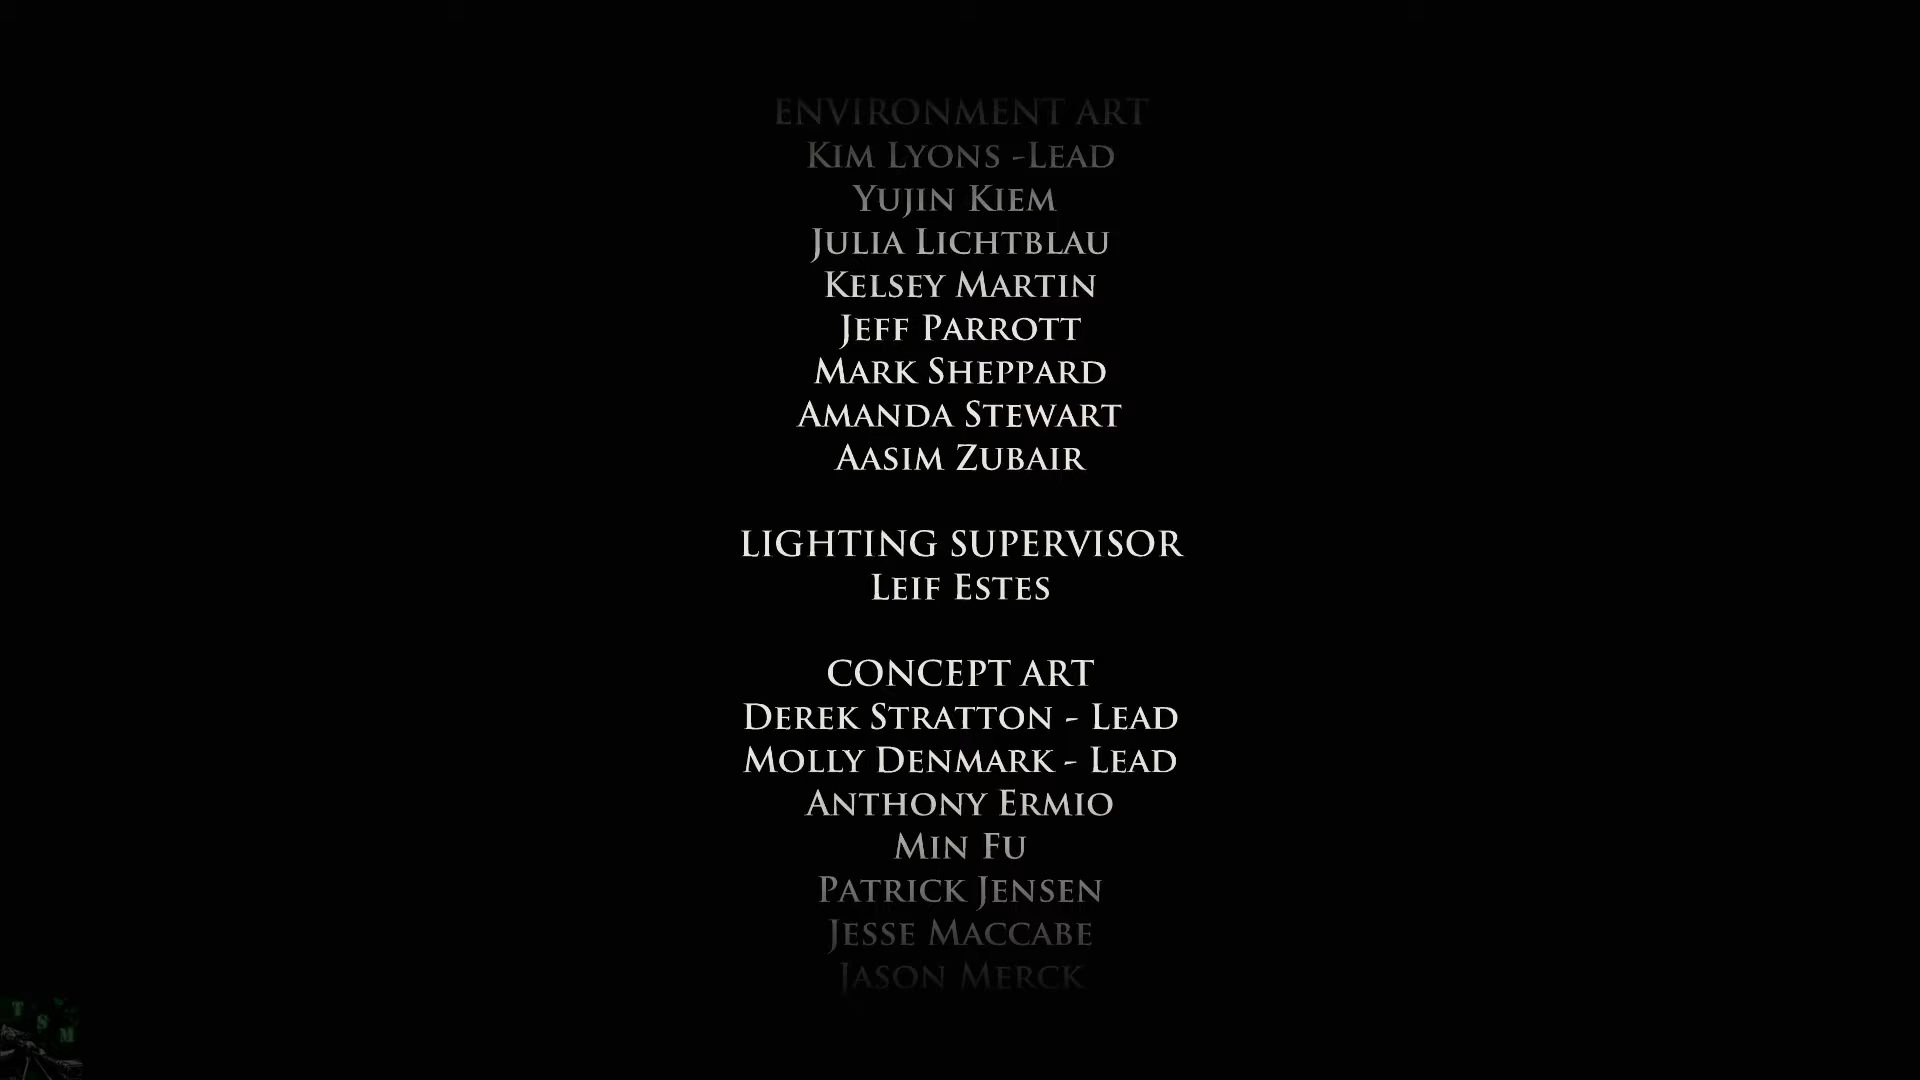 ENVIRONMENT ART
KIM LYONS -LEAD
YUJIN KIEM
JULIA LICHTBLAU
KELSEY MARTIN
JEFF PARROTT
MARK SHEPPARD
AMANDA STEWART
AASIM ZUBAIR
LIGHTING SUPERVISOR
LEIF ESTES
CONCEPT ART
DEREK STRATTON - LEAD
MOLLY DENMARK - LEAD
ANTHONY ERMIO
MIN FU
PATRICK JENSEN
JESSE MACCABE
JASON MERCK
T S M